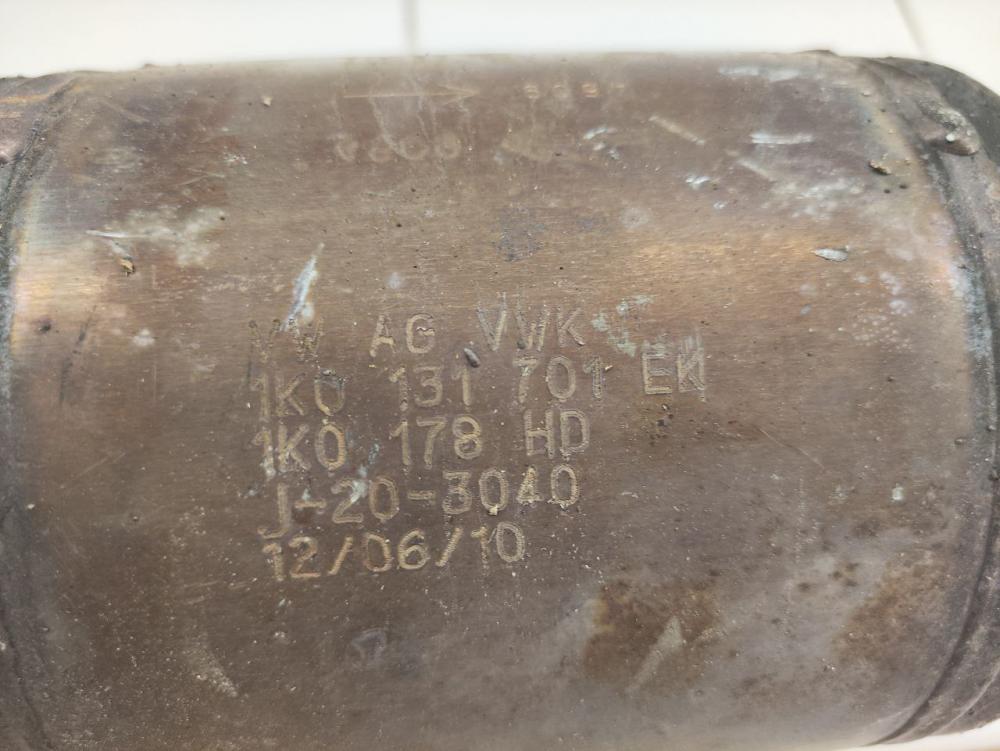 VW AG VWK
1K0 131 701 EK
1K0 178 HD
J-20-3040
12/06/10